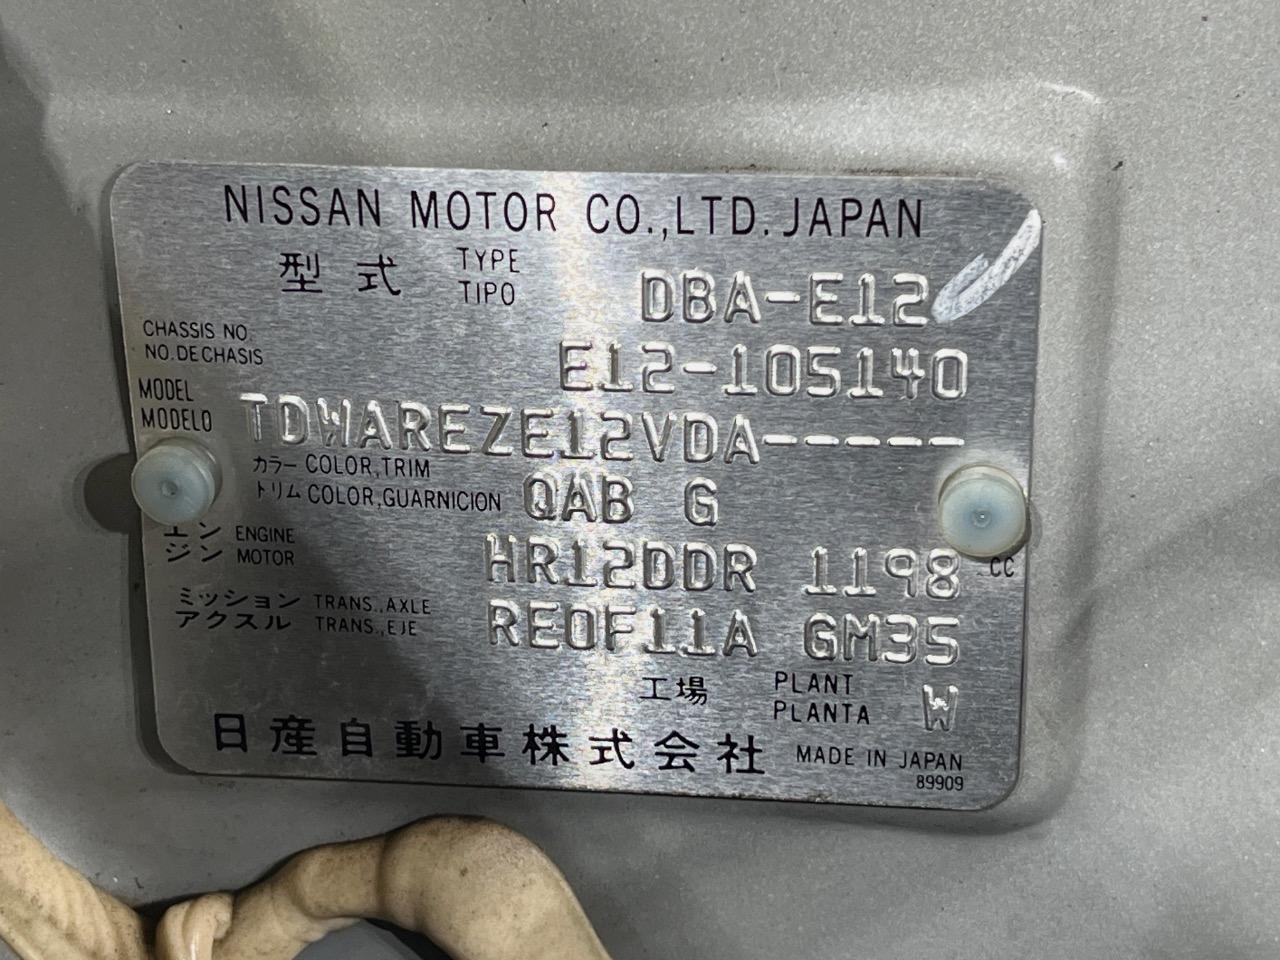 NISSAN MOTOR CO.,LTD. JAPAN
型式 TYPE TIPO DBA-E12
CHASSIS NO.
NO. DE CHASIS
E12-105140
MODEL
MODELO
TDWAREZE12VDA-----
カラー COLOR,TRIM
トリム COLOR,GUARNICION
QAB G
エン ENGINE
ジン MOTOR
HR12DDR 1198 CC
ミッション TRANS.,AXLE
アクスル TRANS.,EJE
RE0F11A GM35
工場 PLANT PLANTA W
日産自動車株式会社
MADE IN JAPAN
89909